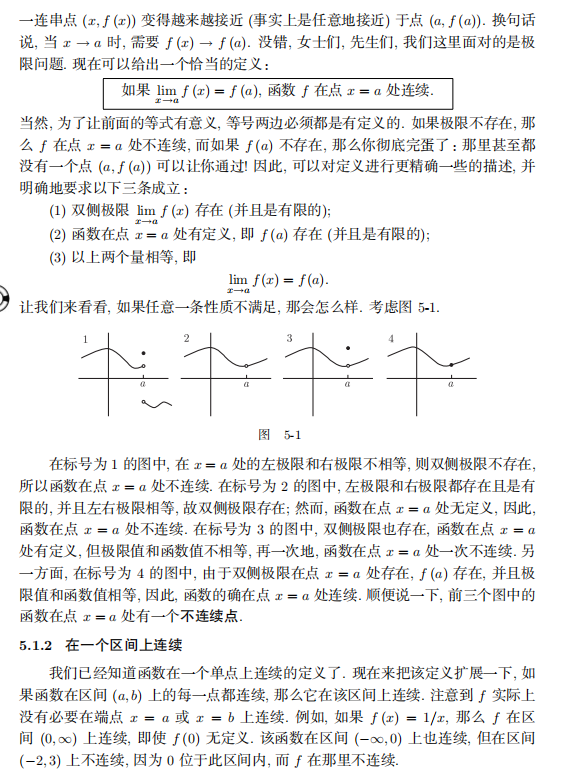 一连串点 (x, f (x)) 变得越来越接近 (事实上是任意地接近) 于点 (a, f (a)). 换句话
说, 当 x → a 时, 需要 f (x) → f (a). 没错, 女士们, 先生们, 我们这里面对的是极
限问题. 现在可以给出一个恰当的定义:
如果 lim f (x) = f (a), 函数 f 在点 x = a 处连续.
x→a
当然, 为了让前面的等式有意义, 等号两边必须都是有定义的. 如果极限不存在, 那
么 f 在点 x = a 处不连续, 而如果 f (a) 不存在, 那么你彻底完蛋了: 那里甚至都
没有一个点 (a, f (a)) 可以让你通过! 因此, 可以对定义进行更精确一些的描述, 并
明确地要求以下三条成立:
(1) 双侧极限 lim f (x) 存在 (并且是有限的);
x→a
(2) 函数在点 x = a 处有定义, 即 f (a) 存在 (并且是有限的);
(3) 以上两个量相等, 即
lim f (x) = f (a).
x→a
让我们来看看, 如果任意一条性质不满足, 那会怎么样. 考虑图 5-1.
1 2 3 4
a a a a
图 5-1
在标号为 1 的图中, 在 x = a 处的左极限和右极限不相等, 则双侧极限不存在,
所以函数在点 x = a 处不连续. 在标号为 2 的图中, 左极限和右极限都存在且是有
限的, 并且左右极限相等, 故双侧极限存在; 然而, 函数在点 x = a 处无定义, 因此,
函数在点 x = a 处不连续. 在标号为 3 的图中, 双侧极限也存在, 函数在点 x = a
处有定义, 但极限值和函数值不相等, 再一次地, 函数在点 x = a 处一次不连续. 另
一方面, 在标号为 4 的图中, 由于双侧极限在点 x = a 处存在, f (a) 存在, 并且极
限值和函数值相等, 因此, 函数的确在点 x = a 处连续. 顺便说一下, 前三个图中的
函数在点 x = a 处有一个不连续点.
5.1.2 在一个区间上连续
我们已经知道函数在一个单点上连续的定义了. 现在来把该定义扩展一下, 如
果函数在区间 (a, b) 上的每一点都连续, 那么它在该区间上连续. 注意到 f 实际上
没有必要在端点 x = a 或 x = b 上连续. 例如, 如果 f (x) = 1/x, 那么 f 在区
间 (0, ∞) 上连续, 即使 f (0) 无定义. 该函数在区间 (−∞, 0) 上也连续, 但在区间
(−2, 3) 上不连续, 因为 0 位于此区间内, 而 f 在那里不连续.